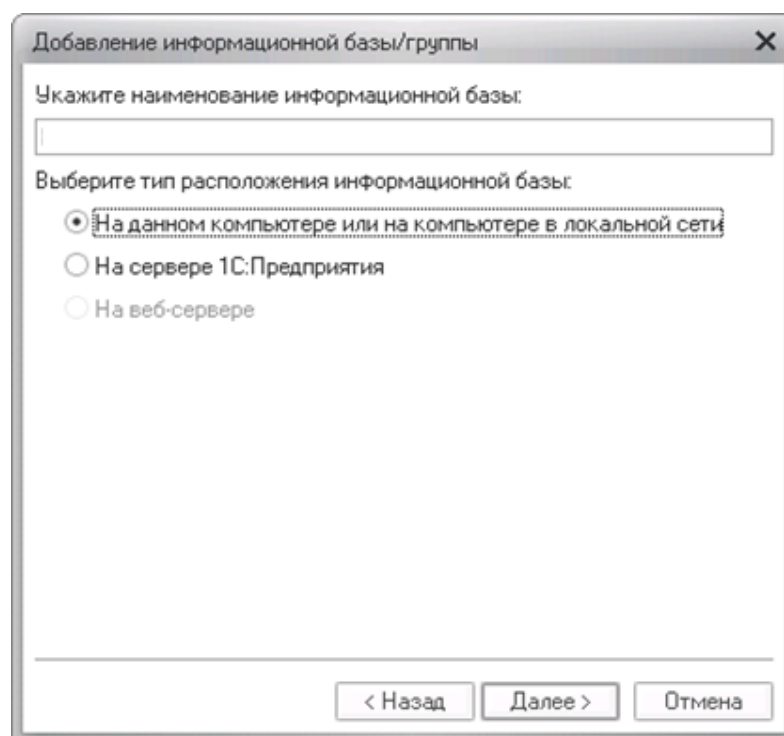 Добавление информационной базы/группы
Укажите наименование информационной базы:
Выберите тип расположения информационной базы:
На данном компьютере или на компьютере в локальной сети
На сервере 1С:Предприятия
На веб-сервере
< Назад
Далее >
Отмена